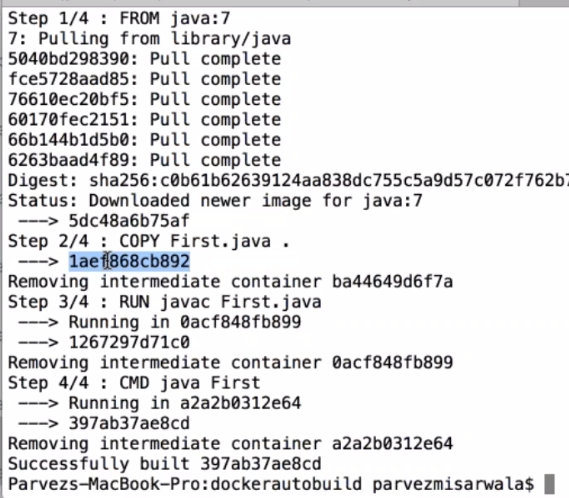 Step 1/4 : FROM java:7
7: Pulling from library/java
5040bd298390: Pull complete
fce5728aad85: Pull complete
76610ec20bf5: Pull complete
60170fec2151: Pull complete
66b144b1d5b0: Pull complete
6263baad4f89: Pull complete
Digest: sha256:c0b61b62639124aa838dc755c5a9d57c072f762b7
Status: Downloaded newer image for java:7
---> 5dc48a6b75af
Step 2/4 : COPY First.java .
---> 1aef868cb892
Removing intermediate container ba44649d6f7a
Step 3/4 : RUN javac First.java
---> Running in 0acf848fb899
---> 1267297d71c0
Removing intermediate container 0acf848fb899
Step 4/4 : CMD java First
---> Running in a2a2b0312e64
---> 397ab37ae8cd
Removing intermediate container a2a2b0312e64
Successfully built 397ab37ae8cd
Parvezs-MacBook-Pro:dockerautobuild parvezmisarwala$